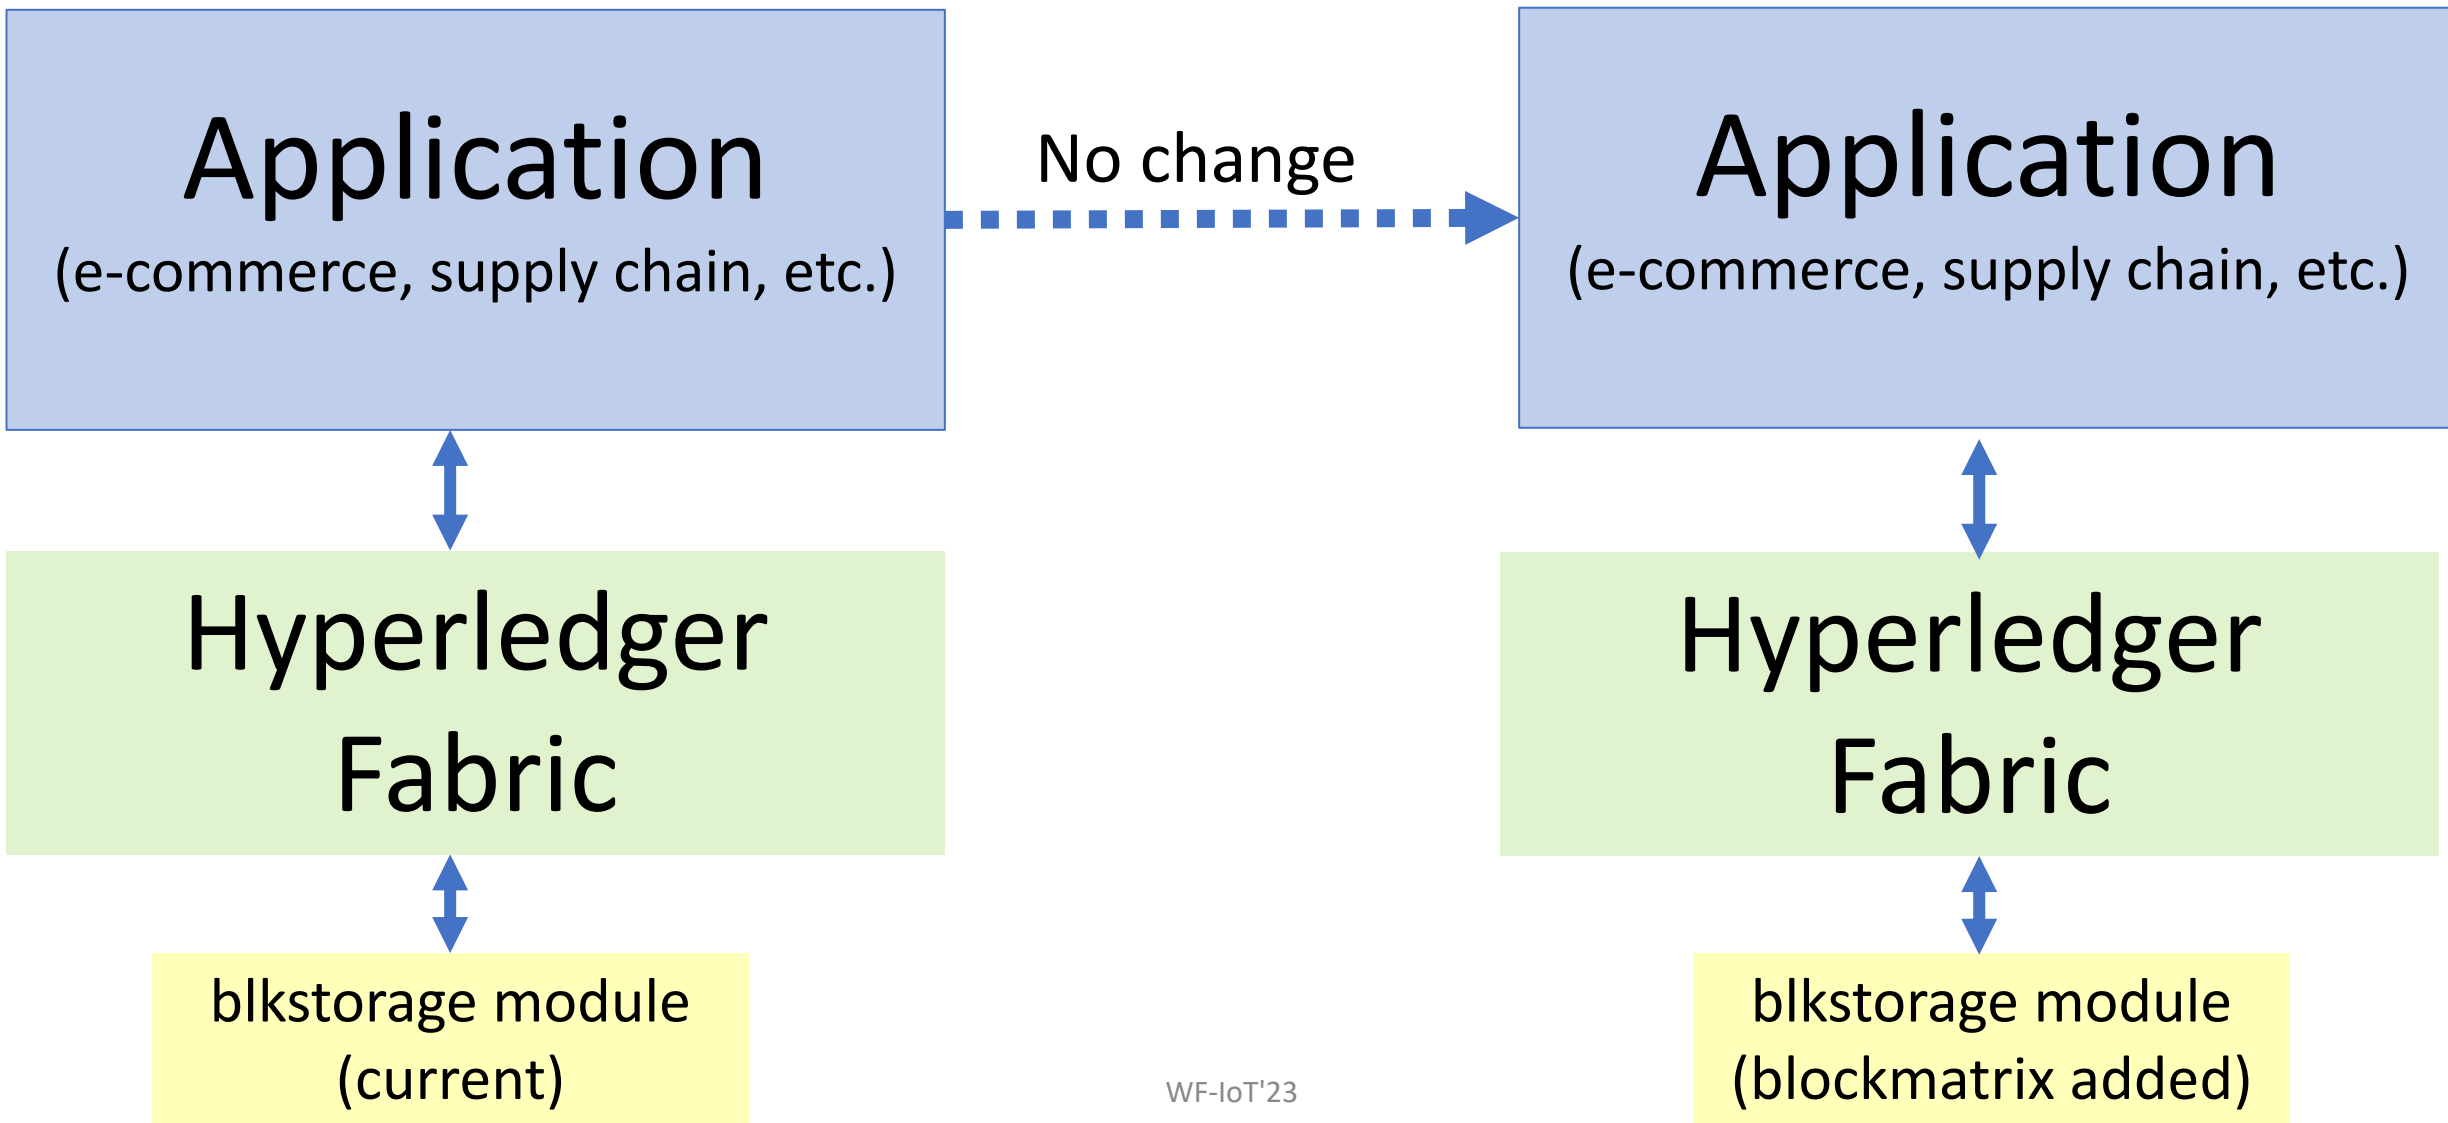 Application
(e-commerce, supply chain, etc.)
No change
Application
(e-commerce, supply chain, etc.)
Hyperledger
Fabric
Hyperledger
Fabric
blkstorage module
(current)
blkstorage module
(blockmatrix added)
WF-IoT'23